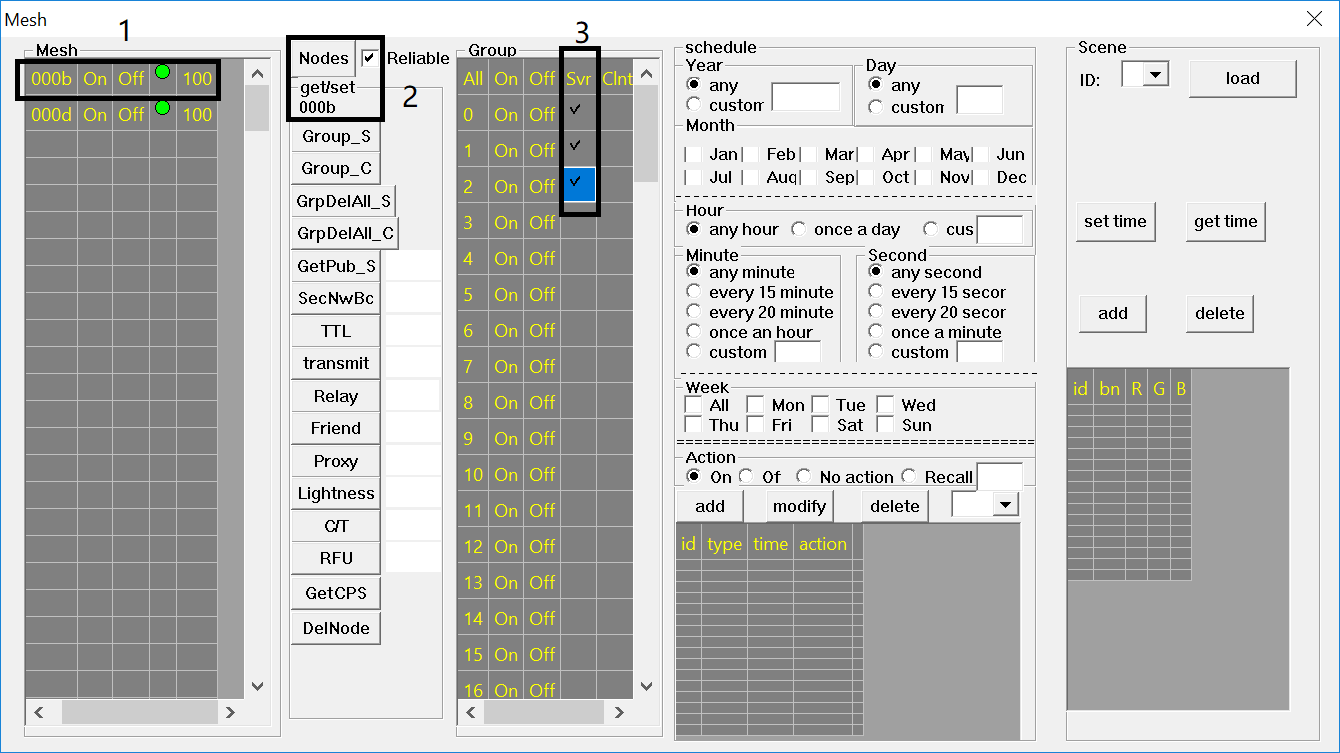 Mesh
1
Mesh
000b On Off 100
000d On Off 100
Nodes Reliable
get/set
000b
2
Group_S
Group_C
GrpDelAll_S
GrpDelAll_C
GetPub_S
SecNwBc
TTL
transmit
Relay
Friend
Proxy
Lightness
C/T
RFU
GetCPS
DelNode
3
Group
All On Off Svr Clnt
0 On Off
1 On Off
2 On Off
3 On Off
4 On Off
5 On Off
6 On Off
7 On Off
8 On Off
9 On Off
10 On Off
11 On Off
12 On Off
13 On Off
14 On Off
15 On Off
16 On Off
schedule
Year
any
custom
Day
any
custom
Month
Jan Feb Mar Apr May Jun
Jul Aug Sep Oct Nov Dec
Hour
any hour once a day cus
Minute
any minute
every 15 minute
every 20 minute
once an hour
custom
Second
any second
every 15 secor
every 20 secor
once a minute
custom
Week
All Mon Tue Wed
Thu Fri Sat Sun
Action
On Of No action Recall
add modify delete
id type time action
Scene
ID: load
set time get time
add delete
id bn R G B